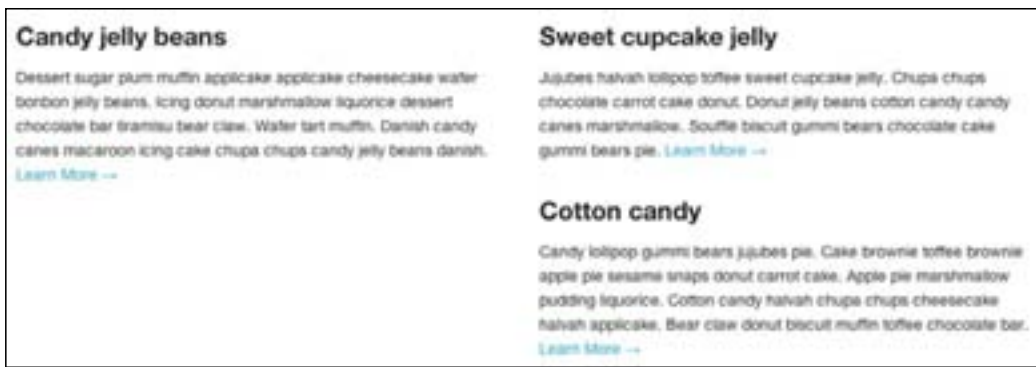 Candy jelly beans
Dessert sugar plum muffin applicake applicake cheesecake wafer
bonbon jelly beans. Icing donut marshmallow liquorice dessert
chocolate bar tiramisu bear claw. Wafer tart muffin. Danish candy
canes macaroon icing cake chupa chups candy jelly beans danish.
Learn More →
Sweet cupcake jelly
Jujubes halvah lollipop toffee sweet cupcake jelly. Chupa chups
chocolate carrot cake donut. Donut jelly beans cotton candy candy
canes marshmallow. Soufflé biscuit gummi bears chocolate cake
gummi bears pie. Learn More →
Cotton candy
Candy lollipop gummi bears jujubes pie. Cake brownie toffee brownie
apple pie sesame snaps donut carrot cake. Apple pie marshmallow
pudding liquorice. Cotton candy halvah chupa chups cheesecake
halvah applicake. Bear claw donut biscuit muffin toffee chocolate bar.
Learn More →